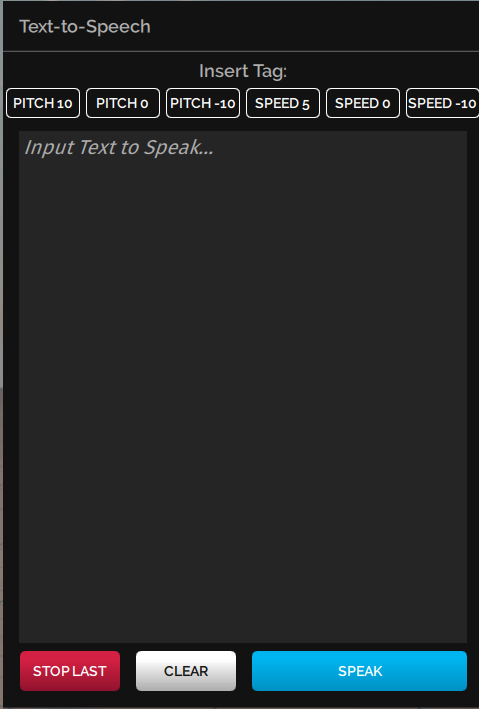 Text-to-Speech
Insert Tag:
PITCH 10 PITCH 0 PITCH -10 SPEED 5 SPEED 0 SPEED -10
Input Text to Speak...
STOP LAST CLEAR SPEAK